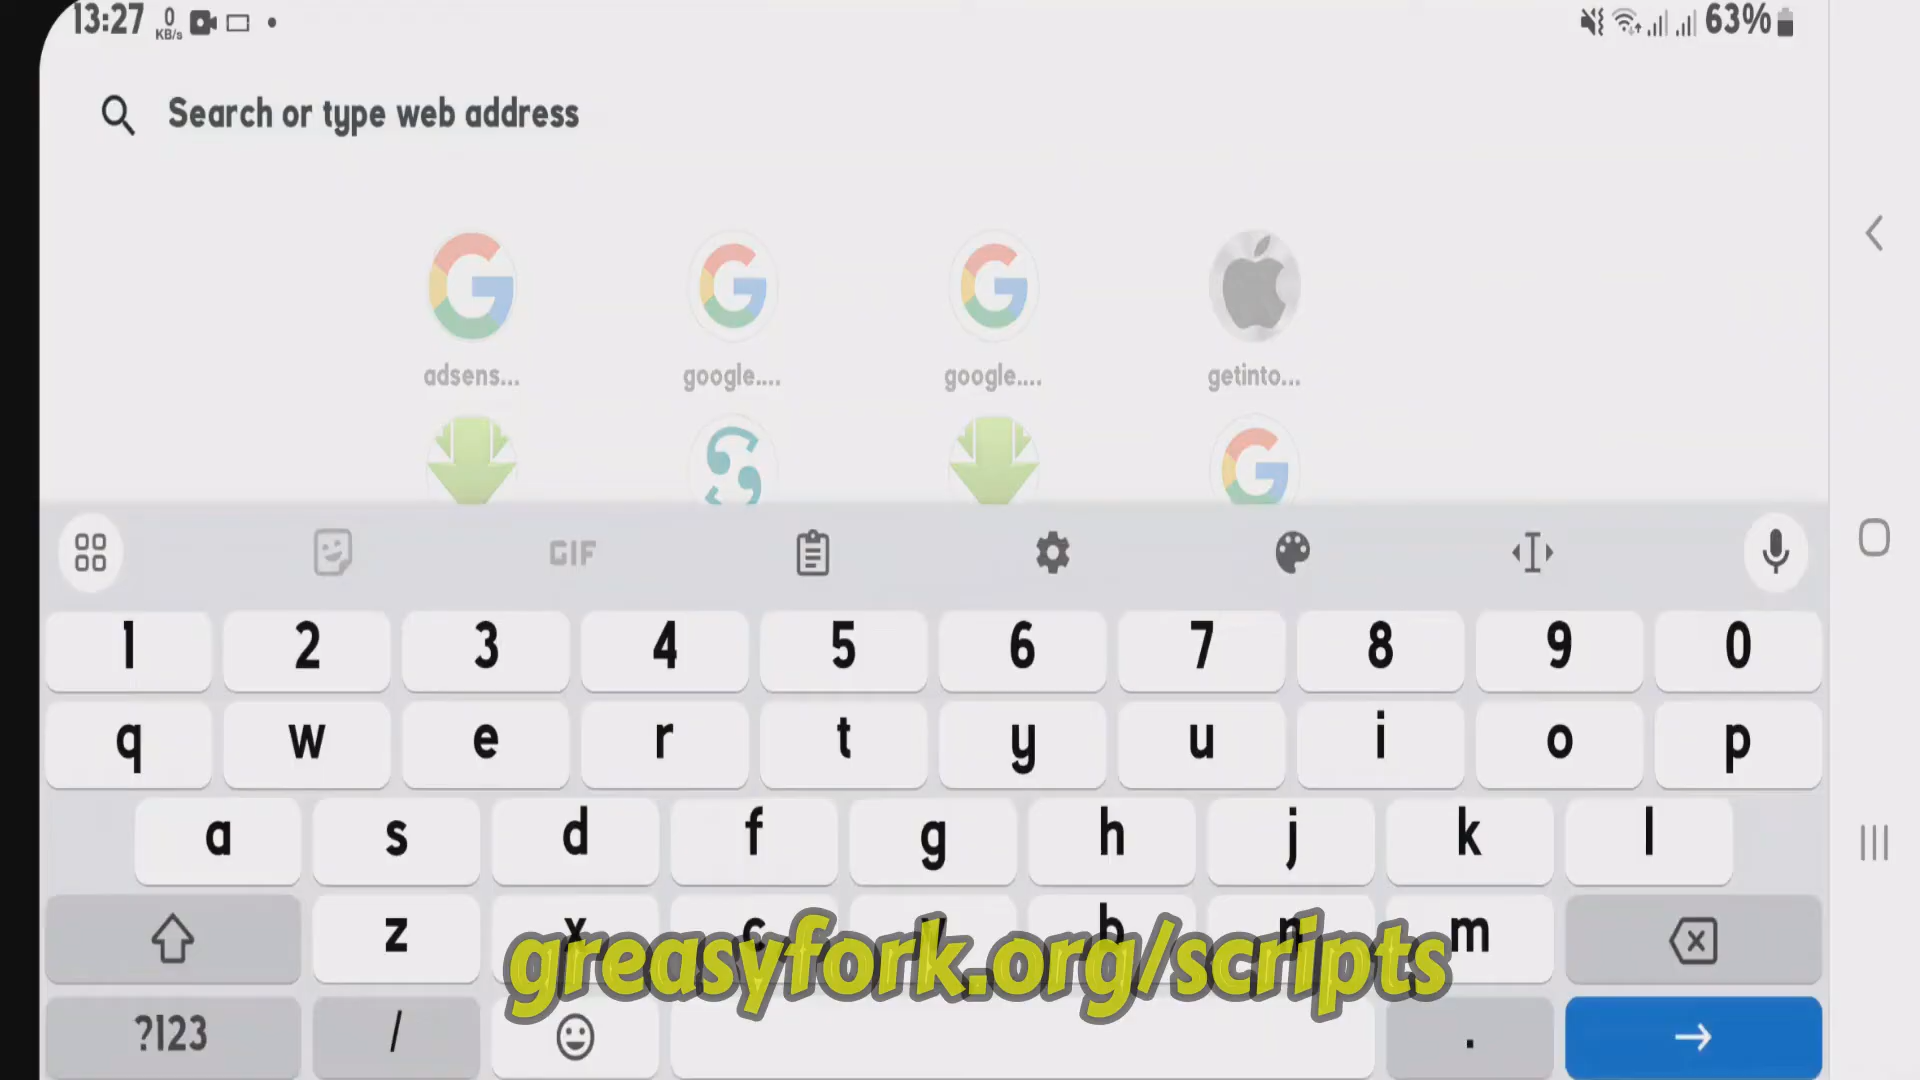 13:27 0 KB/s 63%
Search or type web address
adsens... google.... google.... getinto...
GIF
1 2 3 4 5 6 7 8 9 0
q w e r t y u i o p
a s d f g h j k l
z x c v b n m
greasyfork.org/scripts
?123 / .